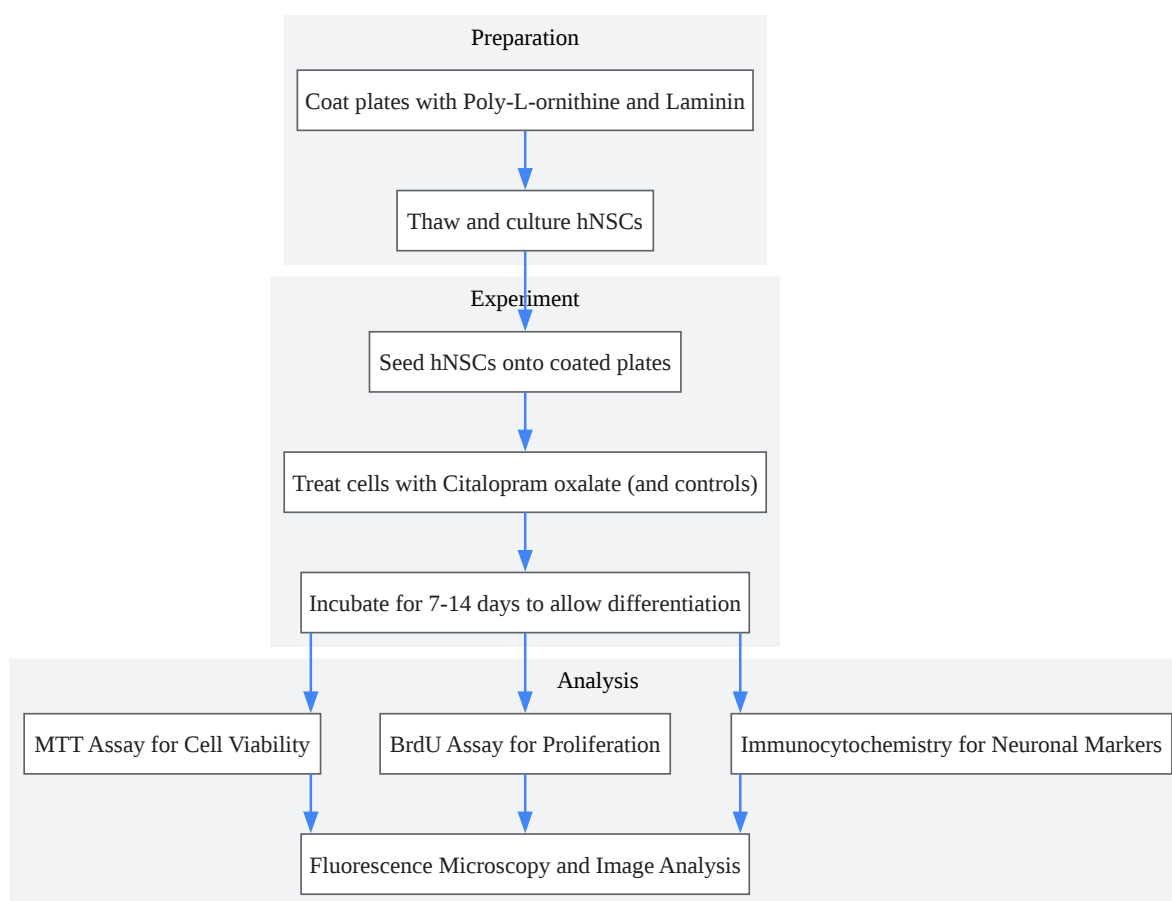 Preparation
Coat plates with Poly-L-ornithine and Laminin
Thaw and culture hNSCs
Experiment
Seed hNSCs onto coated plates
Treat cells with Citalopram oxalate (and controls)
Incubate for 7-14 days to allow differentiation
Analysis
MTT Assay for Cell Viability
BrdU Assay for Proliferation
Immunocytochemistry for Neuronal Markers
Fluorescence Microscopy and Image Analysis